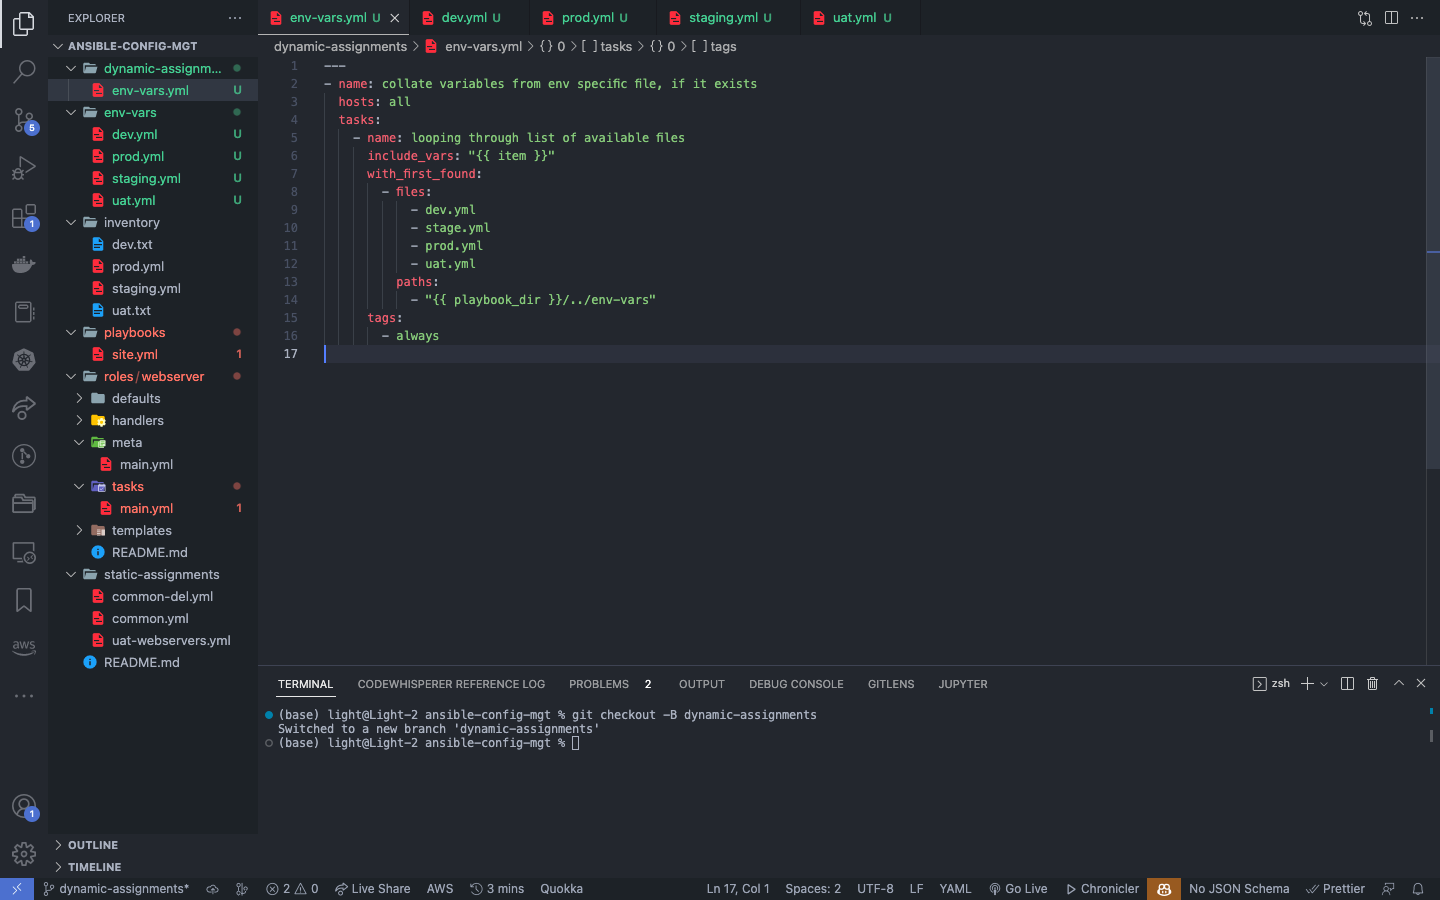 EXPLORER
env-vars.yml U
dev.yml U
prod.yml U
staging.yml U
uat.yml U
ANSIBLE-CONFIG-MGT
dynamic-assignm...
env-vars.yml U
env-vars
dev.yml U
prod.yml U
staging.yml U
uat.yml U
inventory
dev.txt
prod.yml
staging.yml
uat.txt
playbooks
site.yml 1
roles/webserver
defaults
handlers
meta
main.yml
tasks
main.yml 1
templates
README.md
static-assignments
common-del.yml
common.yml
uat-webservers.yml
README.md
OUTLINE
TIMELINE
5
1
aws
1
dynamic-assignments > env-vars.yml > {} 0 > [ ] tasks > {} 0 > [ ] tags
1 ---
2 - name: collate variables from env specific file, if it exists
3 hosts: all
4 tasks:
5 - name: looping through list of available files
6 include_vars: "{{ item }}"
7 with_first_found:
8 - files:
9 - dev.yml
10 - stage.yml
11 - prod.yml
12 - uat.yml
13 paths:
14 - "{{ playbook_dir }}/../env-vars"
15 tags:
16 - always
17
TERMINAL CODEWHISPERER REFERENCE LOG PROBLEMS 2 OUTPUT DEBUG CONSOLE GITLENS JUPYTER
zsh
(base) light@Light-2 ansible-config-mgt % git checkout -B dynamic-assignments
Switched to a new branch 'dynamic-assignments'
(base) light@Light-2 ansible-config-mgt %
dynamic-assignments* 2 0 Live Share AWS 3 mins Quokka
Ln 17, Col 1 Spaces: 2 UTF-8 LF YAML Go Live Chronicler No JSON Schema Prettier